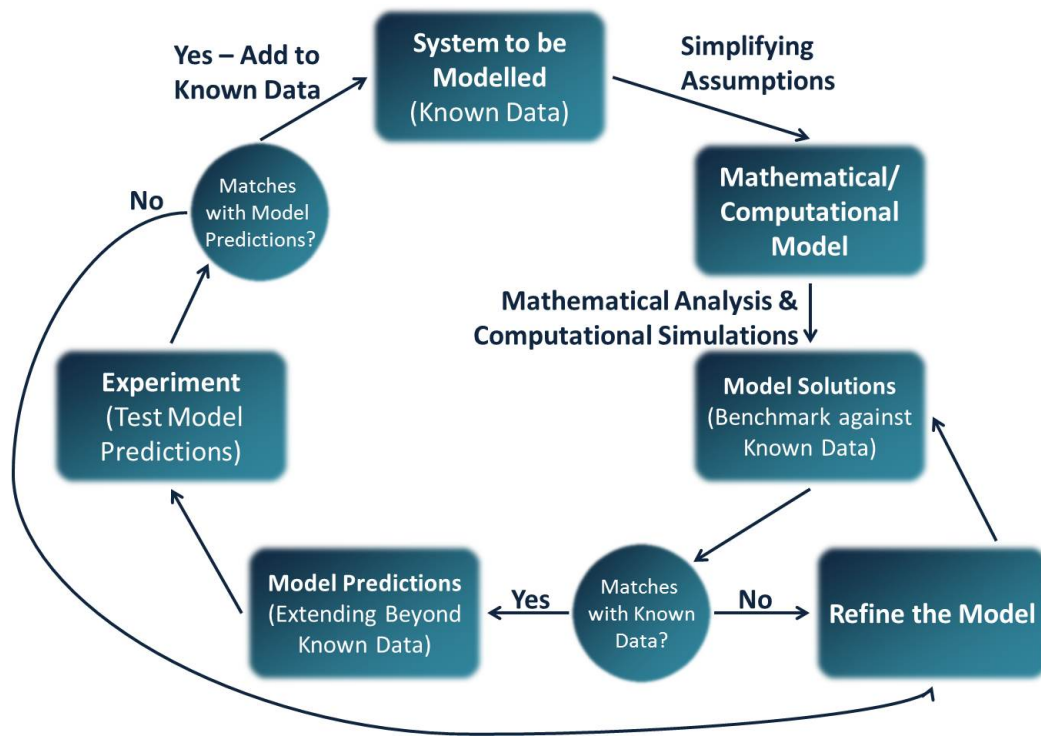 System to be
Modelled
(Known Data)
Simplifying
Assumptions
Mathematical/
Computational
Model
Mathematical Analysis &
Computational Simulations
Model Solutions
(Benchmark against
Known Data)
Matches
with Known
Data?
No
Refine the Model
Yes
Model Predictions
(Extending Beyond
Known Data)
Experiment
(Test Model
Predictions)
Matches
with Model
Predictions?
No
Yes – Add to
Known Data